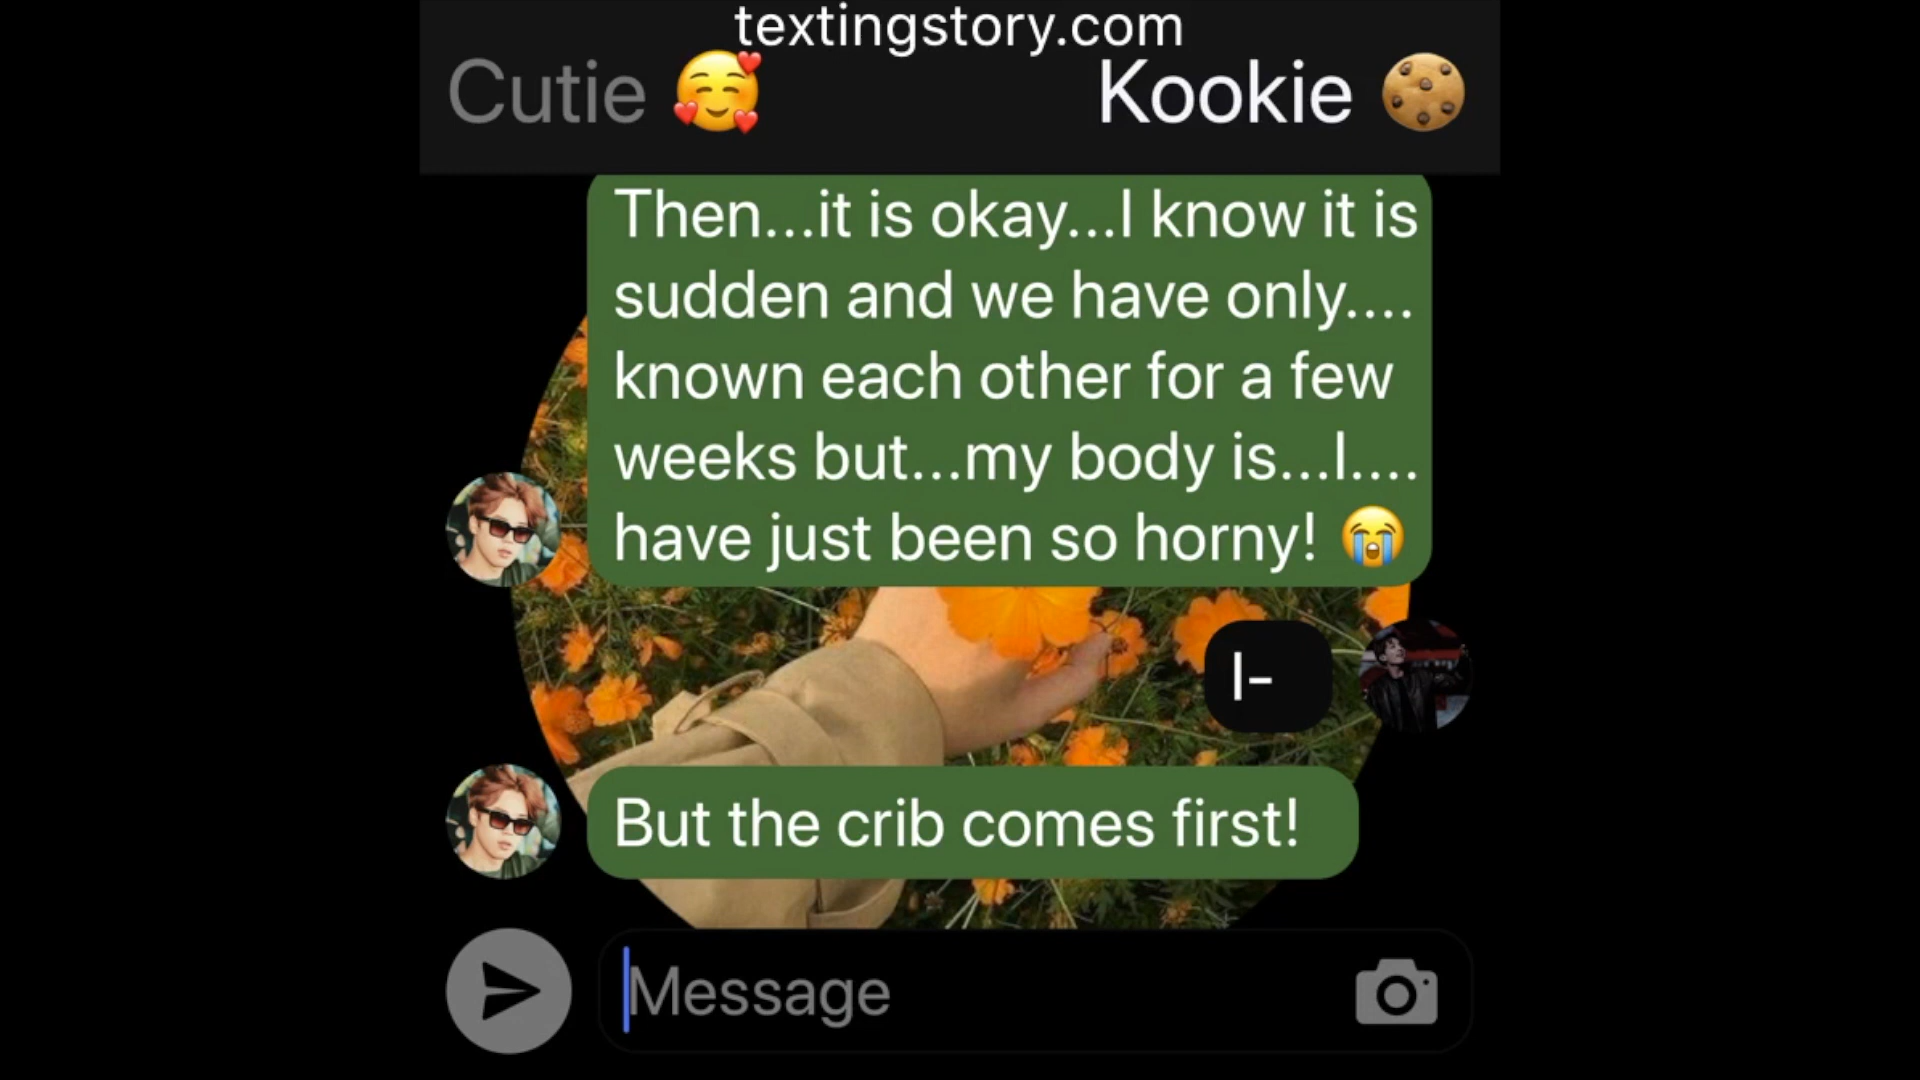 textingstory.com
Cutie 🥰 Kookie 🍪
Then...it is okay...I know it is
sudden and we have only....
known each other for a few
weeks but...my body is...I....
have just been so horny! 😭
I-
But the crib comes first!
Message